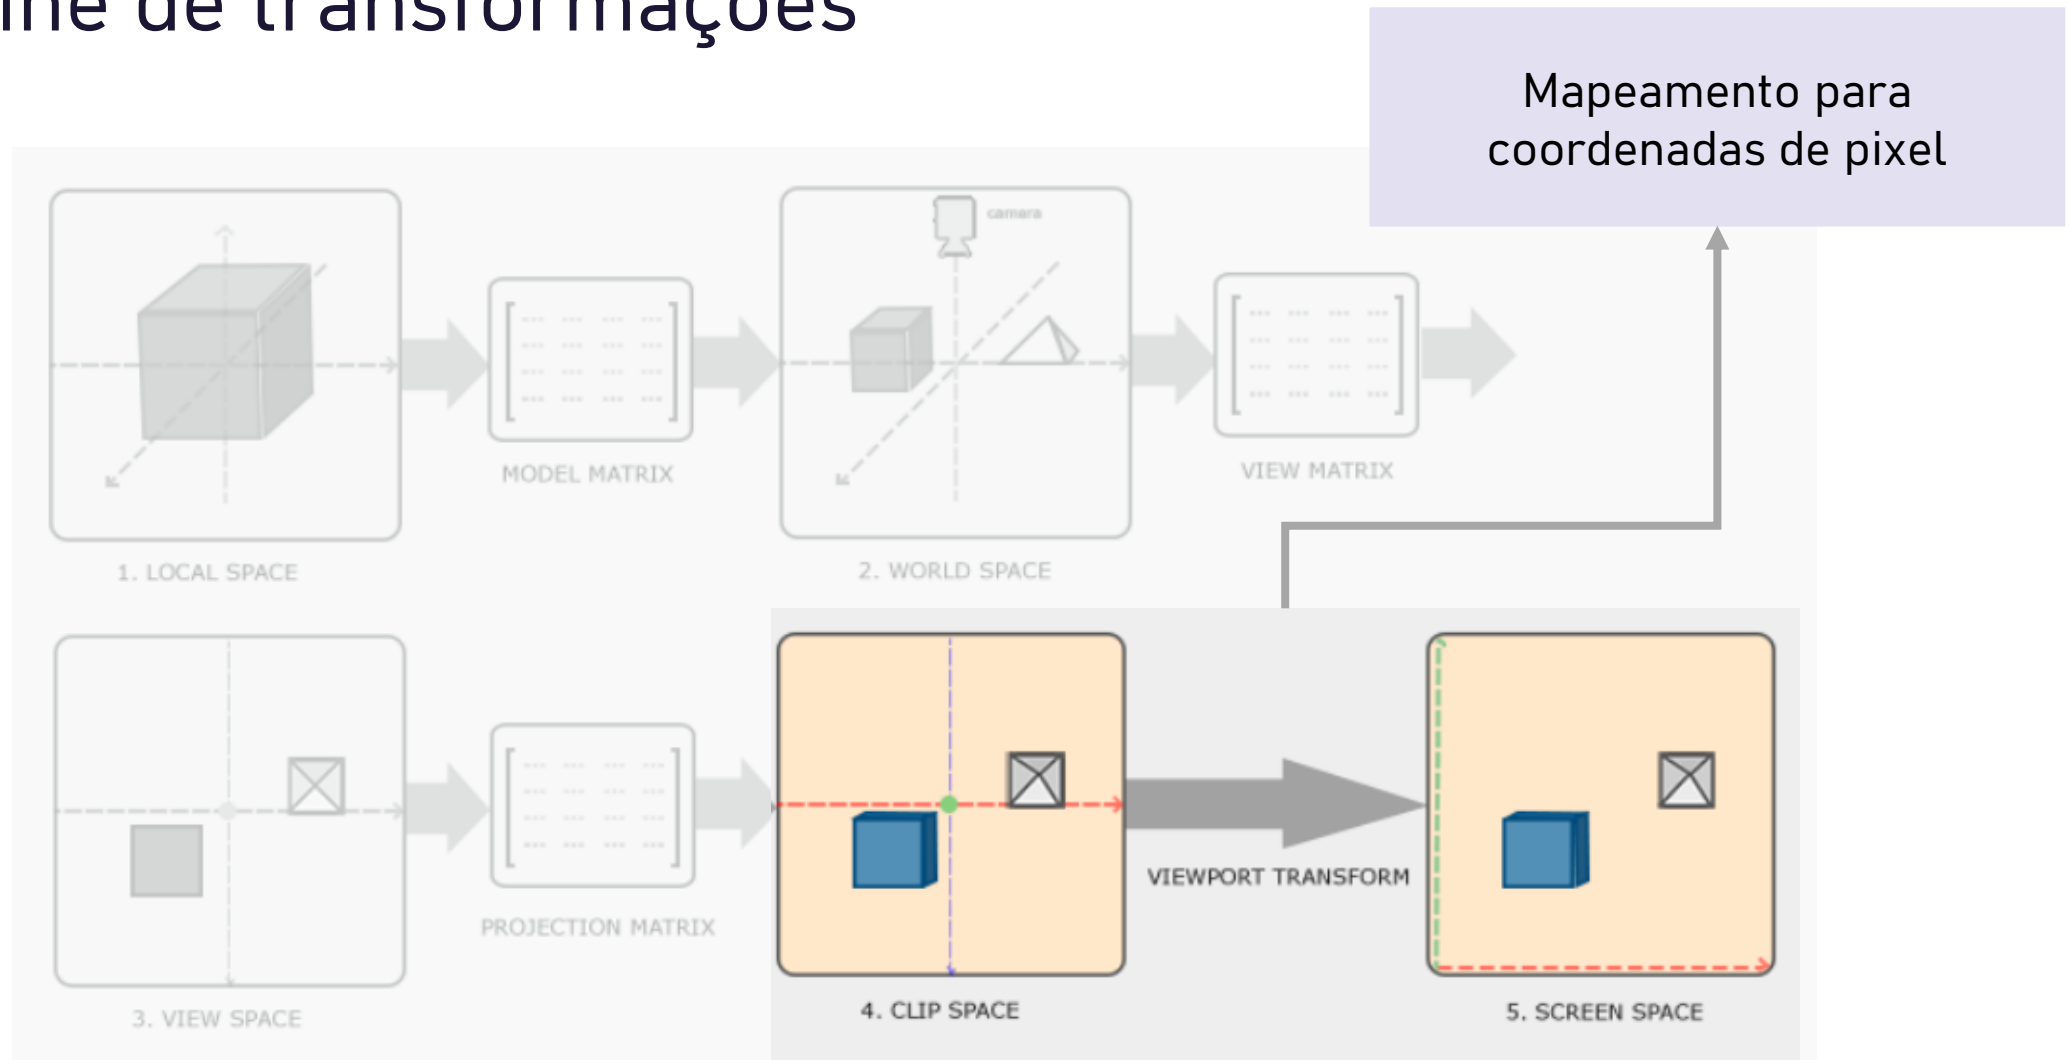 ine de transformações
Mapeamento para
coordenadas de pixel
camera
MODEL MATRIX
VIEW MATRIX
1. LOCAL SPACE
2. WORLD SPACE
VIEWPORT TRANSFORM
PROJECTION MATRIX
3. VIEW SPACE
4. CLIP SPACE
5. SCREEN SPACE